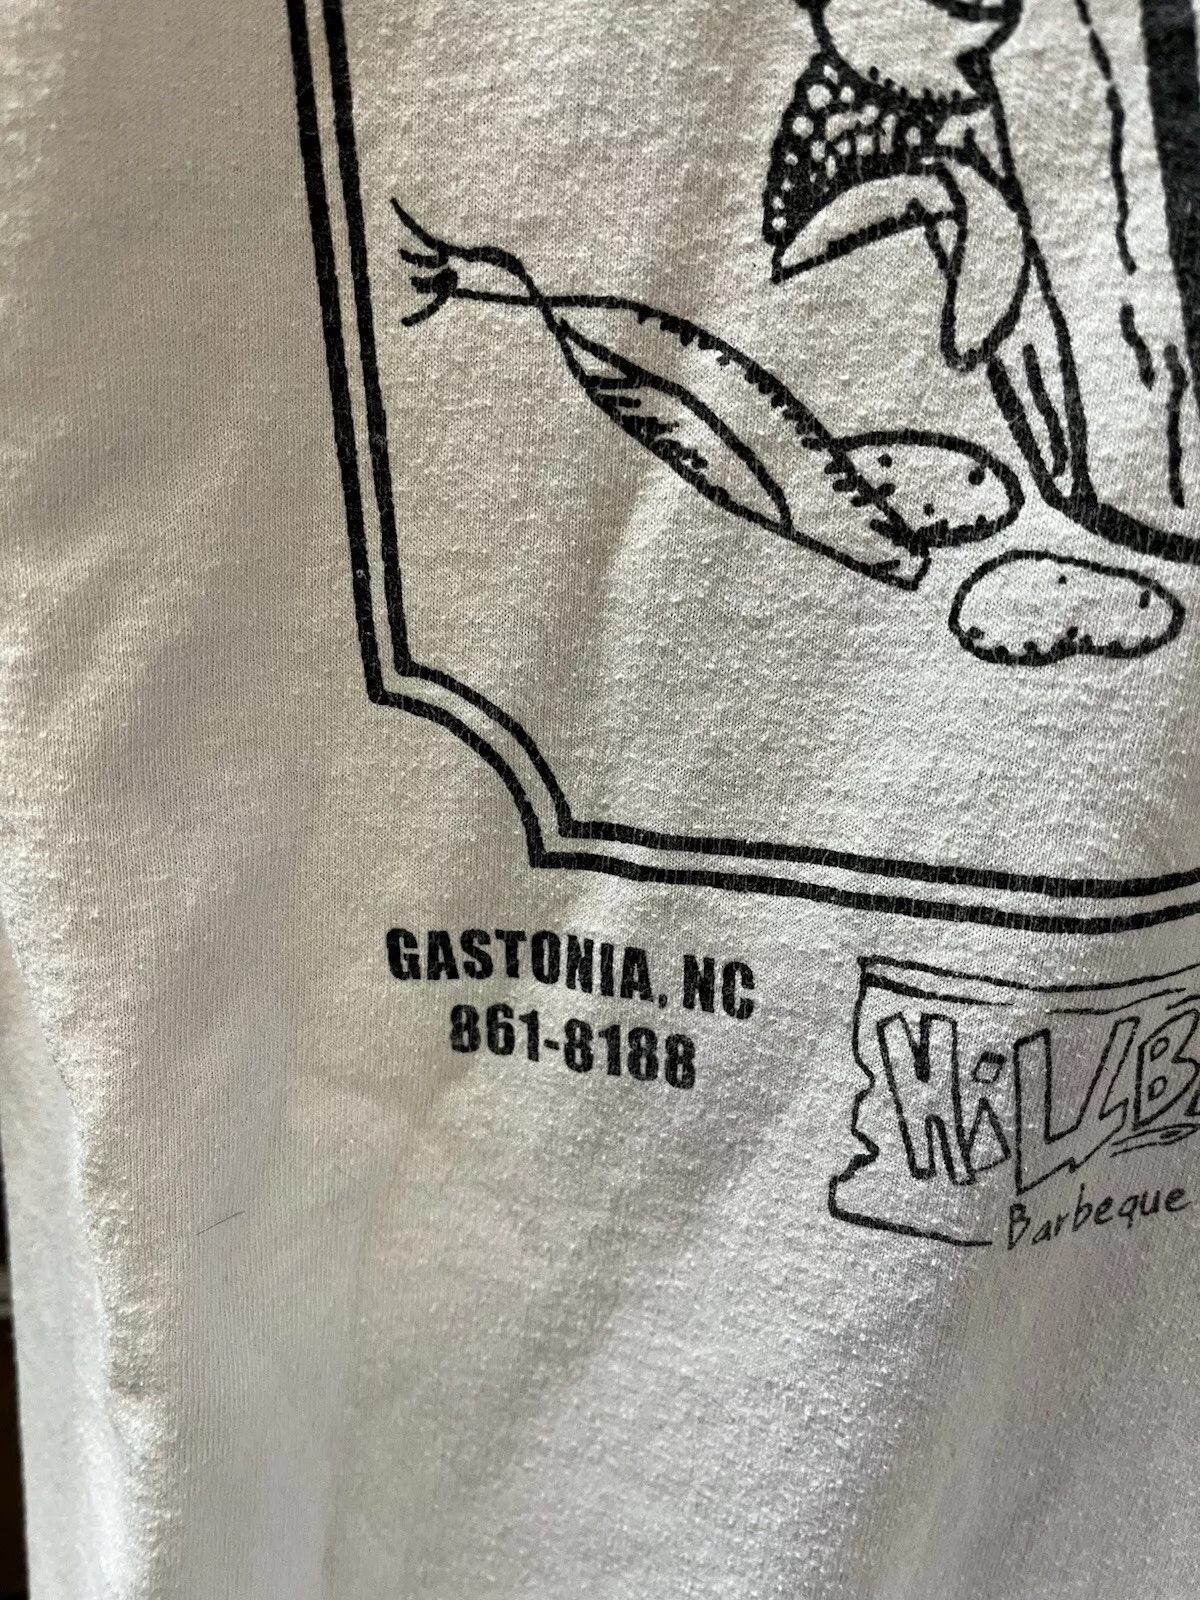 GASTONIA, NC
861-8188
Barbeque